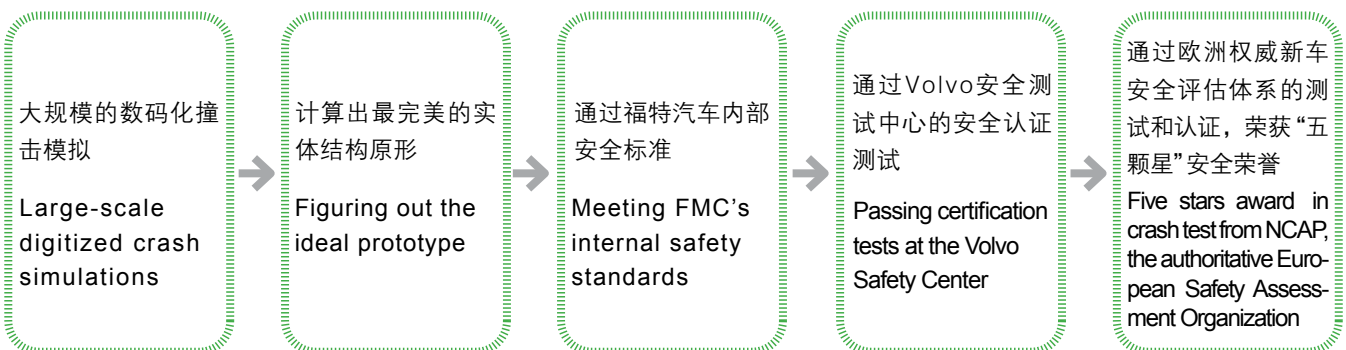 大规模的数码化撞
击模拟
Large-scale
digitized crash
simulations
计算出最完美的实
体结构原形
Figuring out the
ideal prototype
通过福特汽车内部
安全标准
Meeting FMC's
internal safety
standards
通过Volvo安全测
试中心的安全认证
测试
Passing certification
tests at the Volvo
Safety Center
通过欧洲权威新车
安全评估体系的测
试和认证，荣获“五
颗星”安全荣誉
Five stars award in
crash test from NCAP,
the authoritative Euro-
pean Safety Assess-
ment Organization